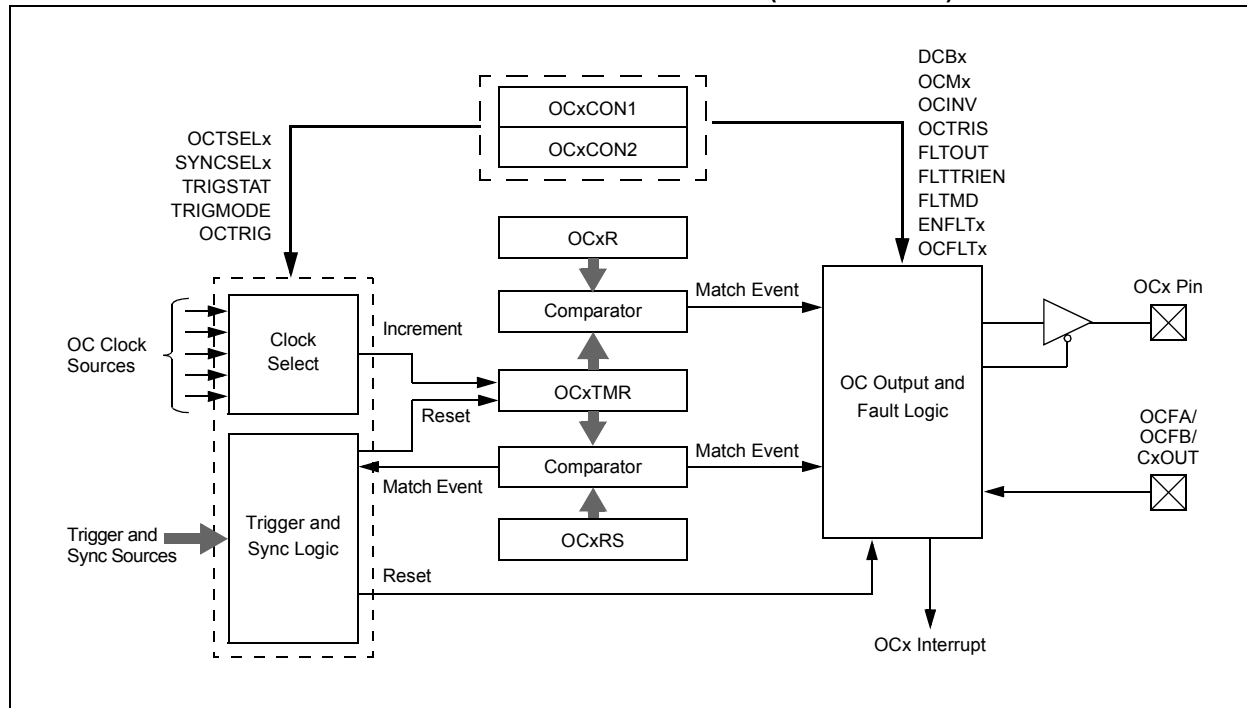 OCxCON1
OCxCON2
OCTSELx
SYNCSELx
TRIGSTAT
TRIGMODE
OCTRIG
DCBx
OCMx
OCINV
OCTRIS
FLTOUT
FLTTRIEN
FLTMD
ENFLTx
OCFLTx
OCxR
Match Event
OCx Pin
Comparator
OC Clock
Sources
Clock
Select
Increment
OCxTMR
Reset
OC Output and
Fault Logic
OCFA/
OCFB/
CxOUT
Comparator
Match Event
Match Event
Trigger and
Sync Sources
Trigger and
Sync Logic
OCxRS
Reset
OCx Interrupt